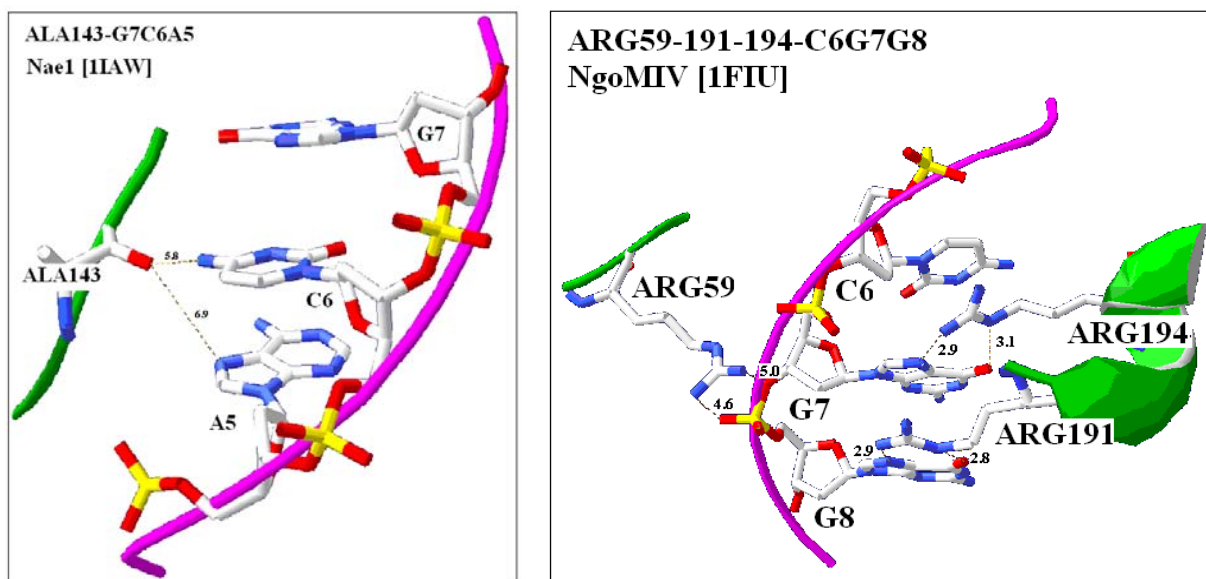 ALA143-G7C6A5
Nae1 [1IAW]
G7
5.8
ALA143
C6
6.9
A5
ARG59-191-194-C6G7G8
NgoMIV [1FIU]
ARG59
C6
ARG194
2.9
3.1
5.0
4.6
G7
ARG191
2.9
2.8
G8